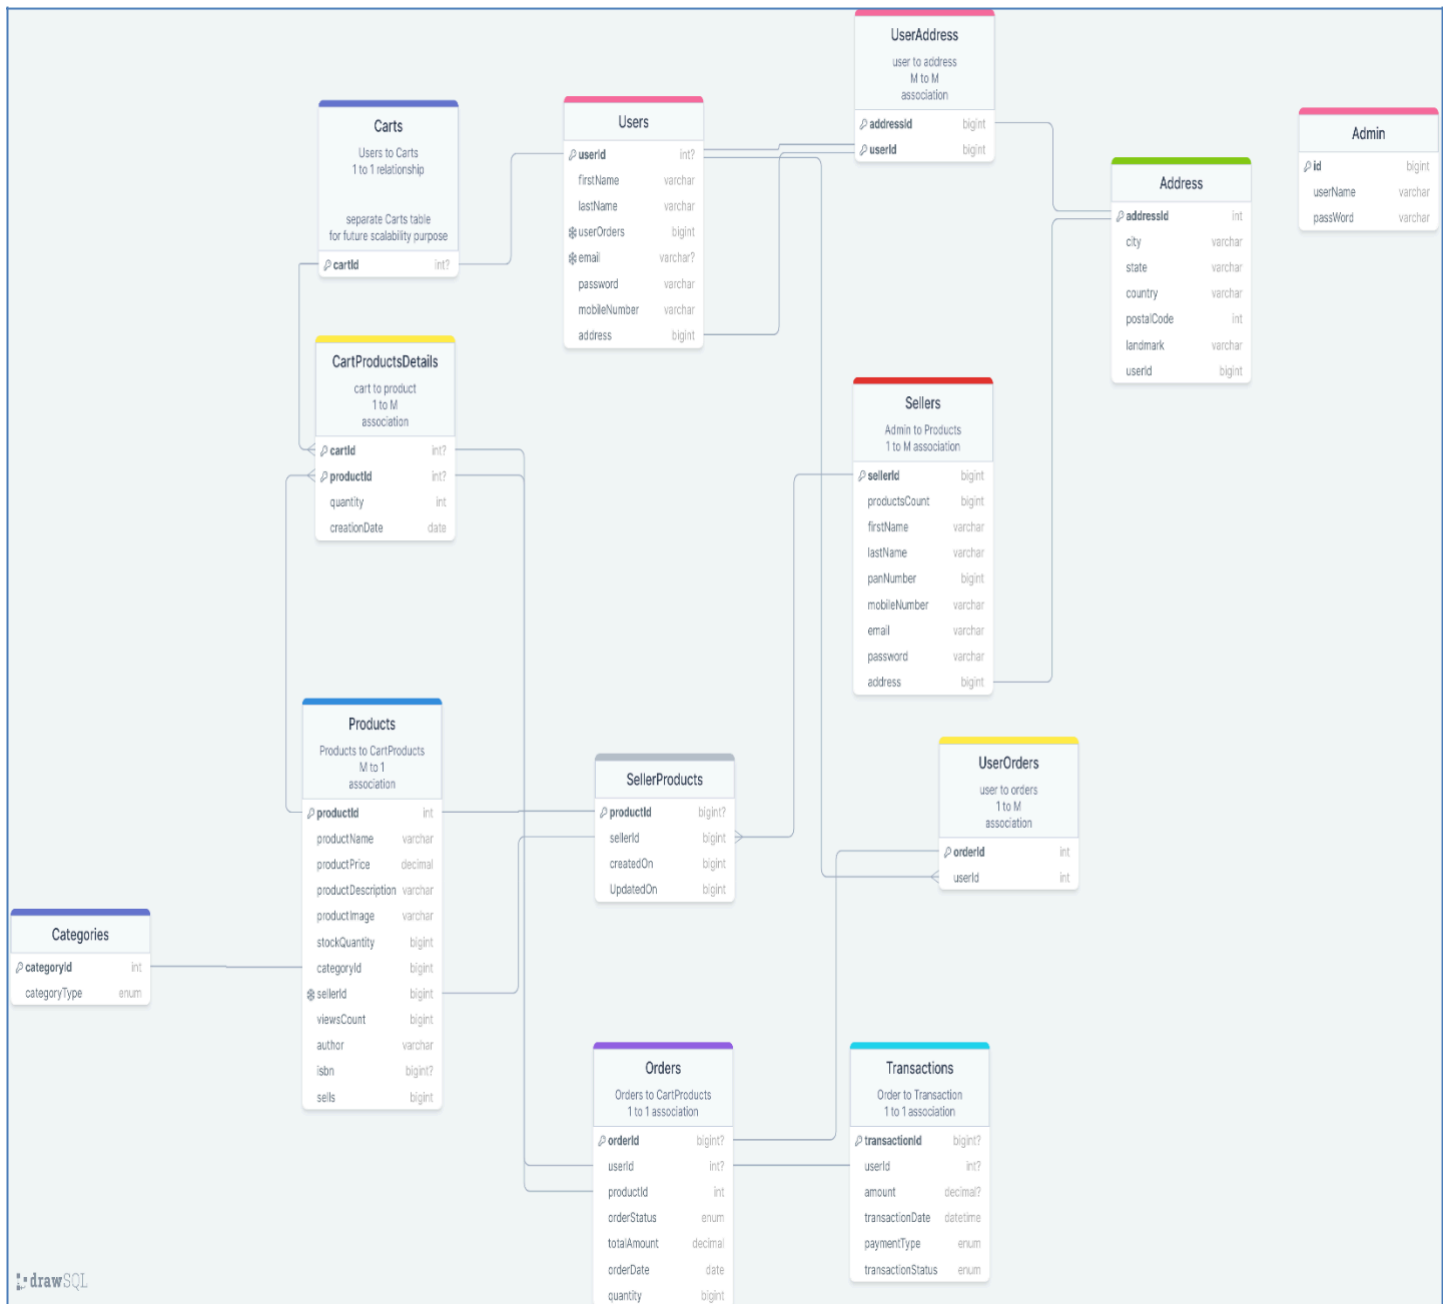 UserAddress
user to address
M to M
association
addressId bigint
userId bigint
Carts
Users to Carts
1 to 1 relationship
separate Carts table
for future scalability purpose
cartId int?
Users
userId int?
firstName varchar
lastName varchar
userOrders bigint
email varchar?
password varchar
mobileNumber varchar
address bigint
Admin
id bigint
userName varchar
passWord varchar
Address
addressId int
city varchar
state varchar
country varchar
postalCode int
landmark varchar
userId bigint
CartProductsDetails
cart to product
1 to M
association
cartId int?
productId int?
quantity int
creationDate date
Sellers
Admin to Products
1 to M association
sellerId bigint
productsCount bigint
firstName varchar
lastName varchar
panNumber bigint
mobileNumber varchar
email varchar
password varchar
address bigint
Products
Products to CartProducts
M to 1
association
productId int
productName varchar
productPrice decimal
productDescription varchar
productImage varchar
stockQuantity bigint
categoryId bigint
sellerId bigint
viewsCount bigint
author varchar
isbn bigint?
sells bigint
SellerProducts
productId bigint?
sellerId bigint
createdOn bigint
UpdatedOn bigint
UserOrders
user to orders
1 to M
association
orderId int
userId int
Categories
categoryId int
categoryType enum
Orders
Orders to CartProducts
1 to 1 association
orderId bigint?
userId int?
productId int
orderStatus enum
totalAmount decimal
orderDate date
quantity bigint
Transactions
Order to Transaction
1 to 1 association
transactionId bigint?
userId int?
amount decimal?
transactionDate datetime
paymentType enum
transactionStatus enum
drawSQL